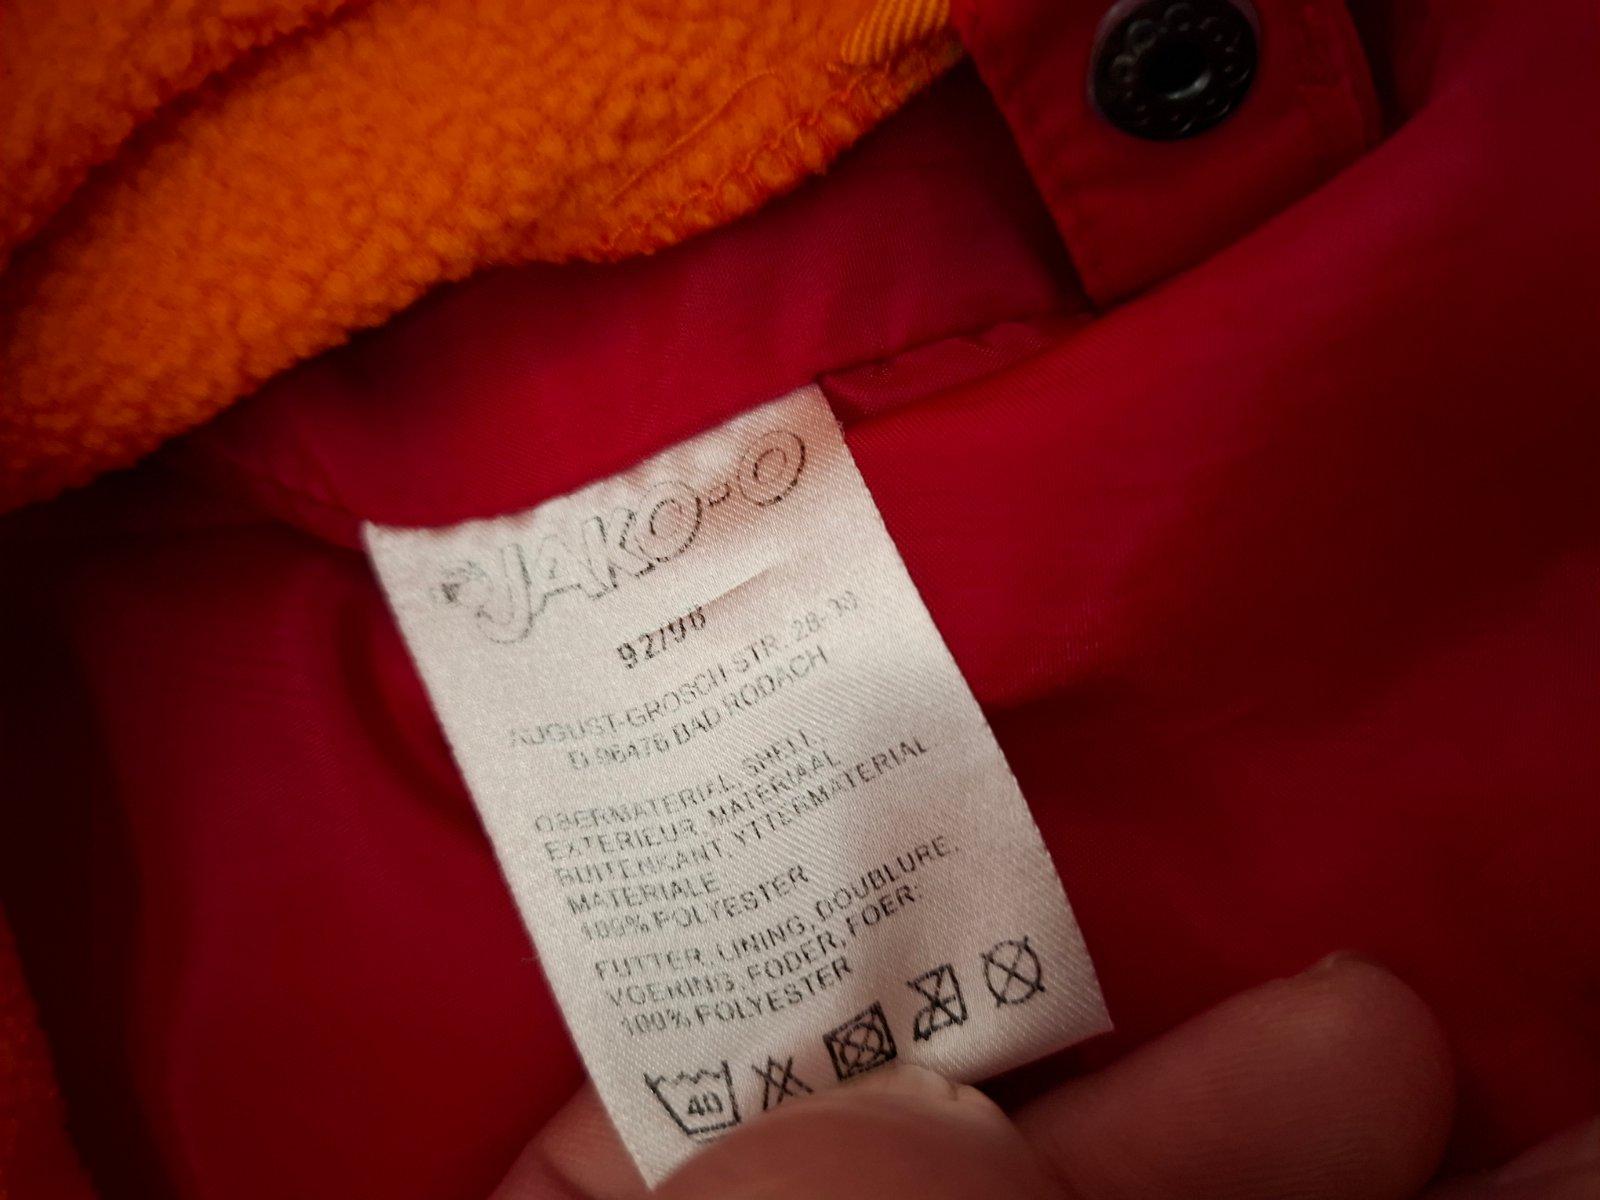 JAKO-O
92/98
AUGUST-GROSCH STR. 28-38
D 96476 BAD RODACH
OBERMATERIAL, SHELL,
EXTERIEUR, MATERIAAL
BUITENKANT, YTTERMATERIAL
MATERIALE
100% POLYESTER
FUTTER, LINING, DOUBLURE,
VOERING, FODER, FOER:
100% POLYESTER
40